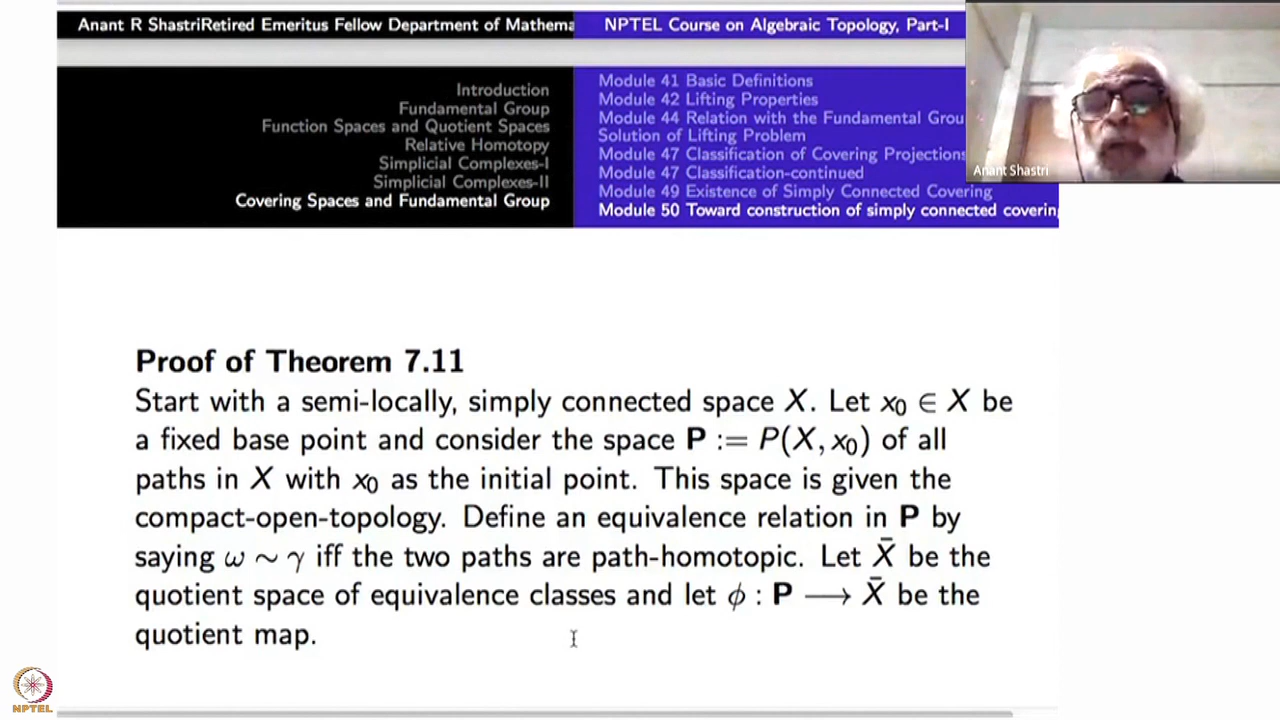 Anant R ShastriRetired Emeritus Fellow Department of Mathema
NPTEL Course on Algebraic Topology, Part-I
Introduction
Fundamental Group
Function Spaces and Quotient Spaces
Relative Homotopy
Simplicial Complexes-I
Simplicial Complexes-II
Covering Spaces and Fundamental Group
Module 41 Basic Definitions
Module 42 Lifting Properties
Module 44 Relation with the Fundamental Grou
Solution of Lifting Problem
Module 47 Classification of Covering Projections
Module 47 Classification-continued
Module 49 Existence of Simply Connected Covering
Module 50 Toward construction of simply connected covering
Anant Shastri
Proof of Theorem 7.11
Start with a semi-locally, simply connected space X. Let x₀ ∈ X be
a fixed base point and consider the space P := P(X, x₀) of all
paths in X with x₀ as the initial point. This space is given the
compact-open-topology. Define an equivalence relation in P by
saying ω ∼ γ iff the two paths are path-homotopic. Let X̄ be the
quotient space of equivalence classes and let ϕ : P ⟶ X̄ be the
quotient map.
NPTEL